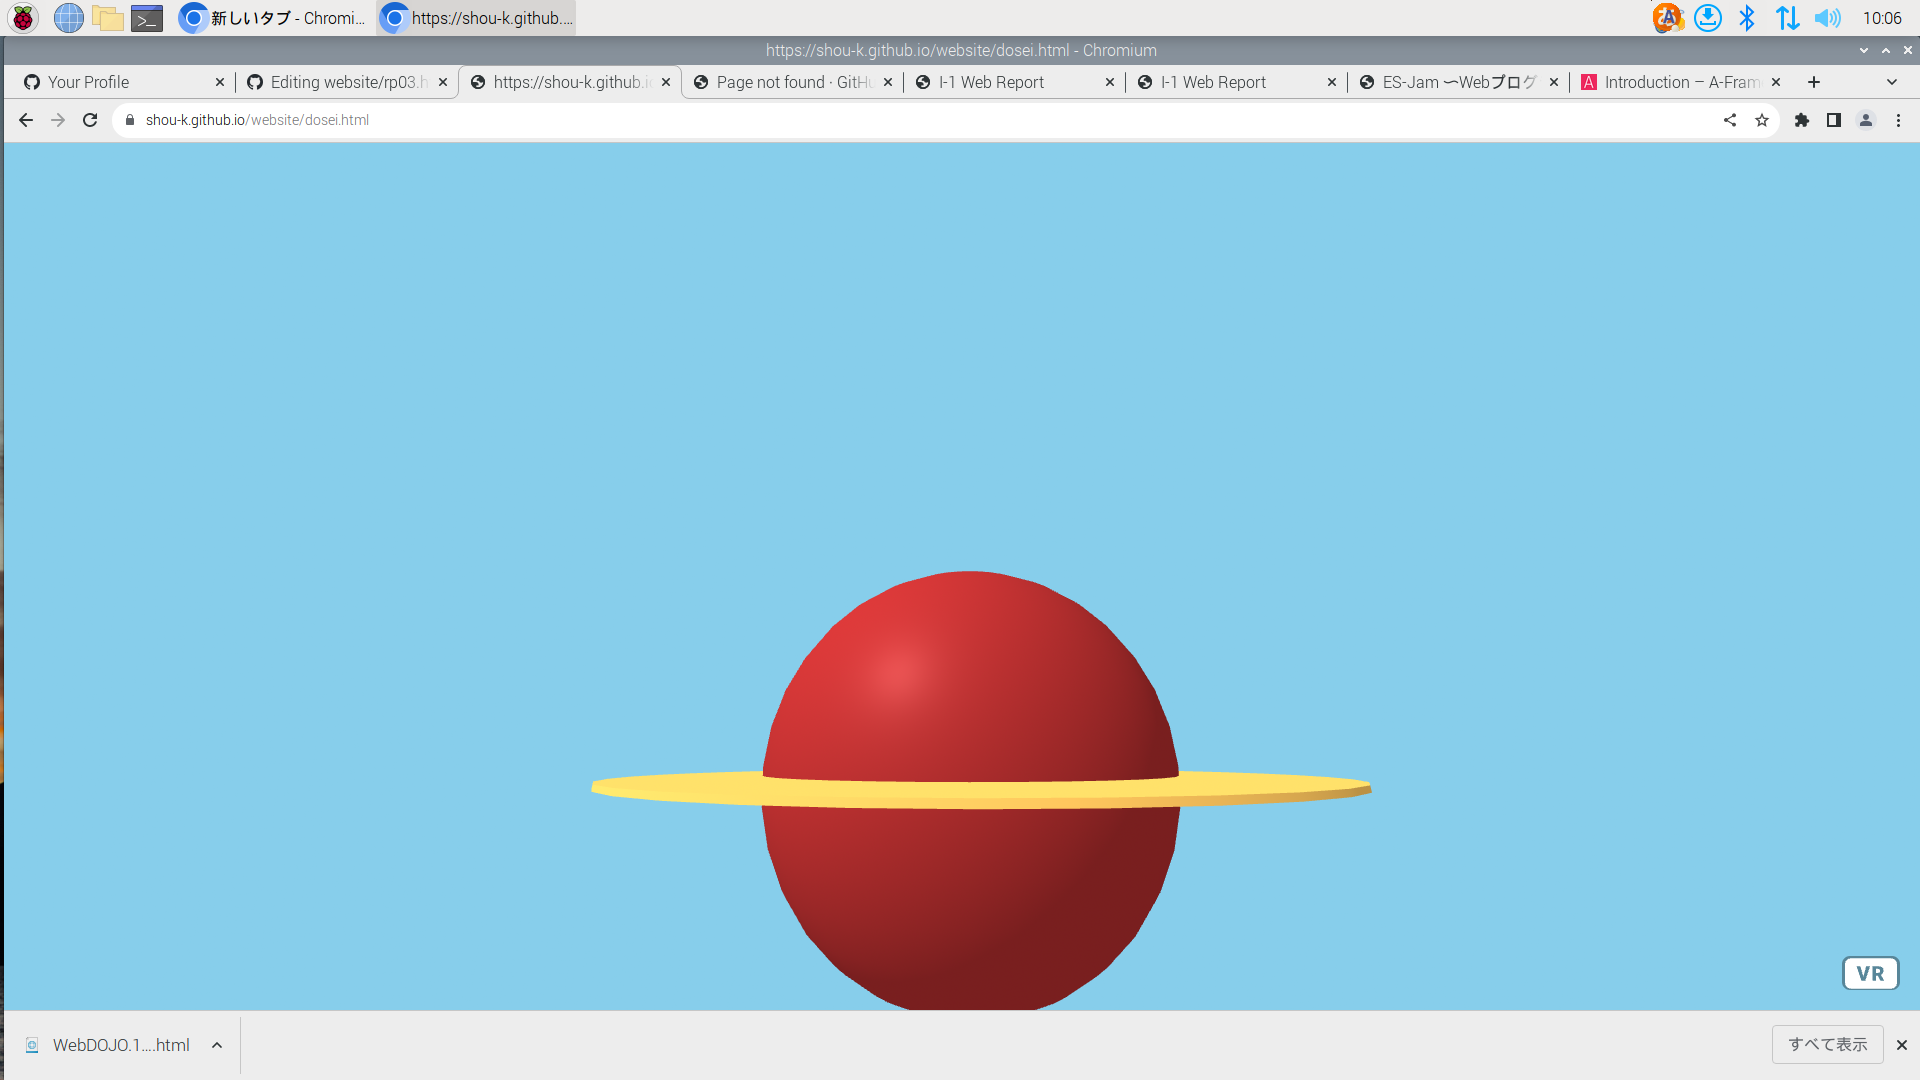 新しいタブ - Chromi...
https://shou-k.github....
10:06
https://shou-k.github.io/website/dosei.html - Chromium
Your Profile
Editing website/rp03.h
https://shou-k.github.i
Page not found · GitHu
I-1 Web Report
I-1 Web Report
ES-Jam 〜Webプログ
A
Introduction – A-Fram
shou-k.github.io/website/dosei.html
VR
WebDOJO.1....html
すべて表示